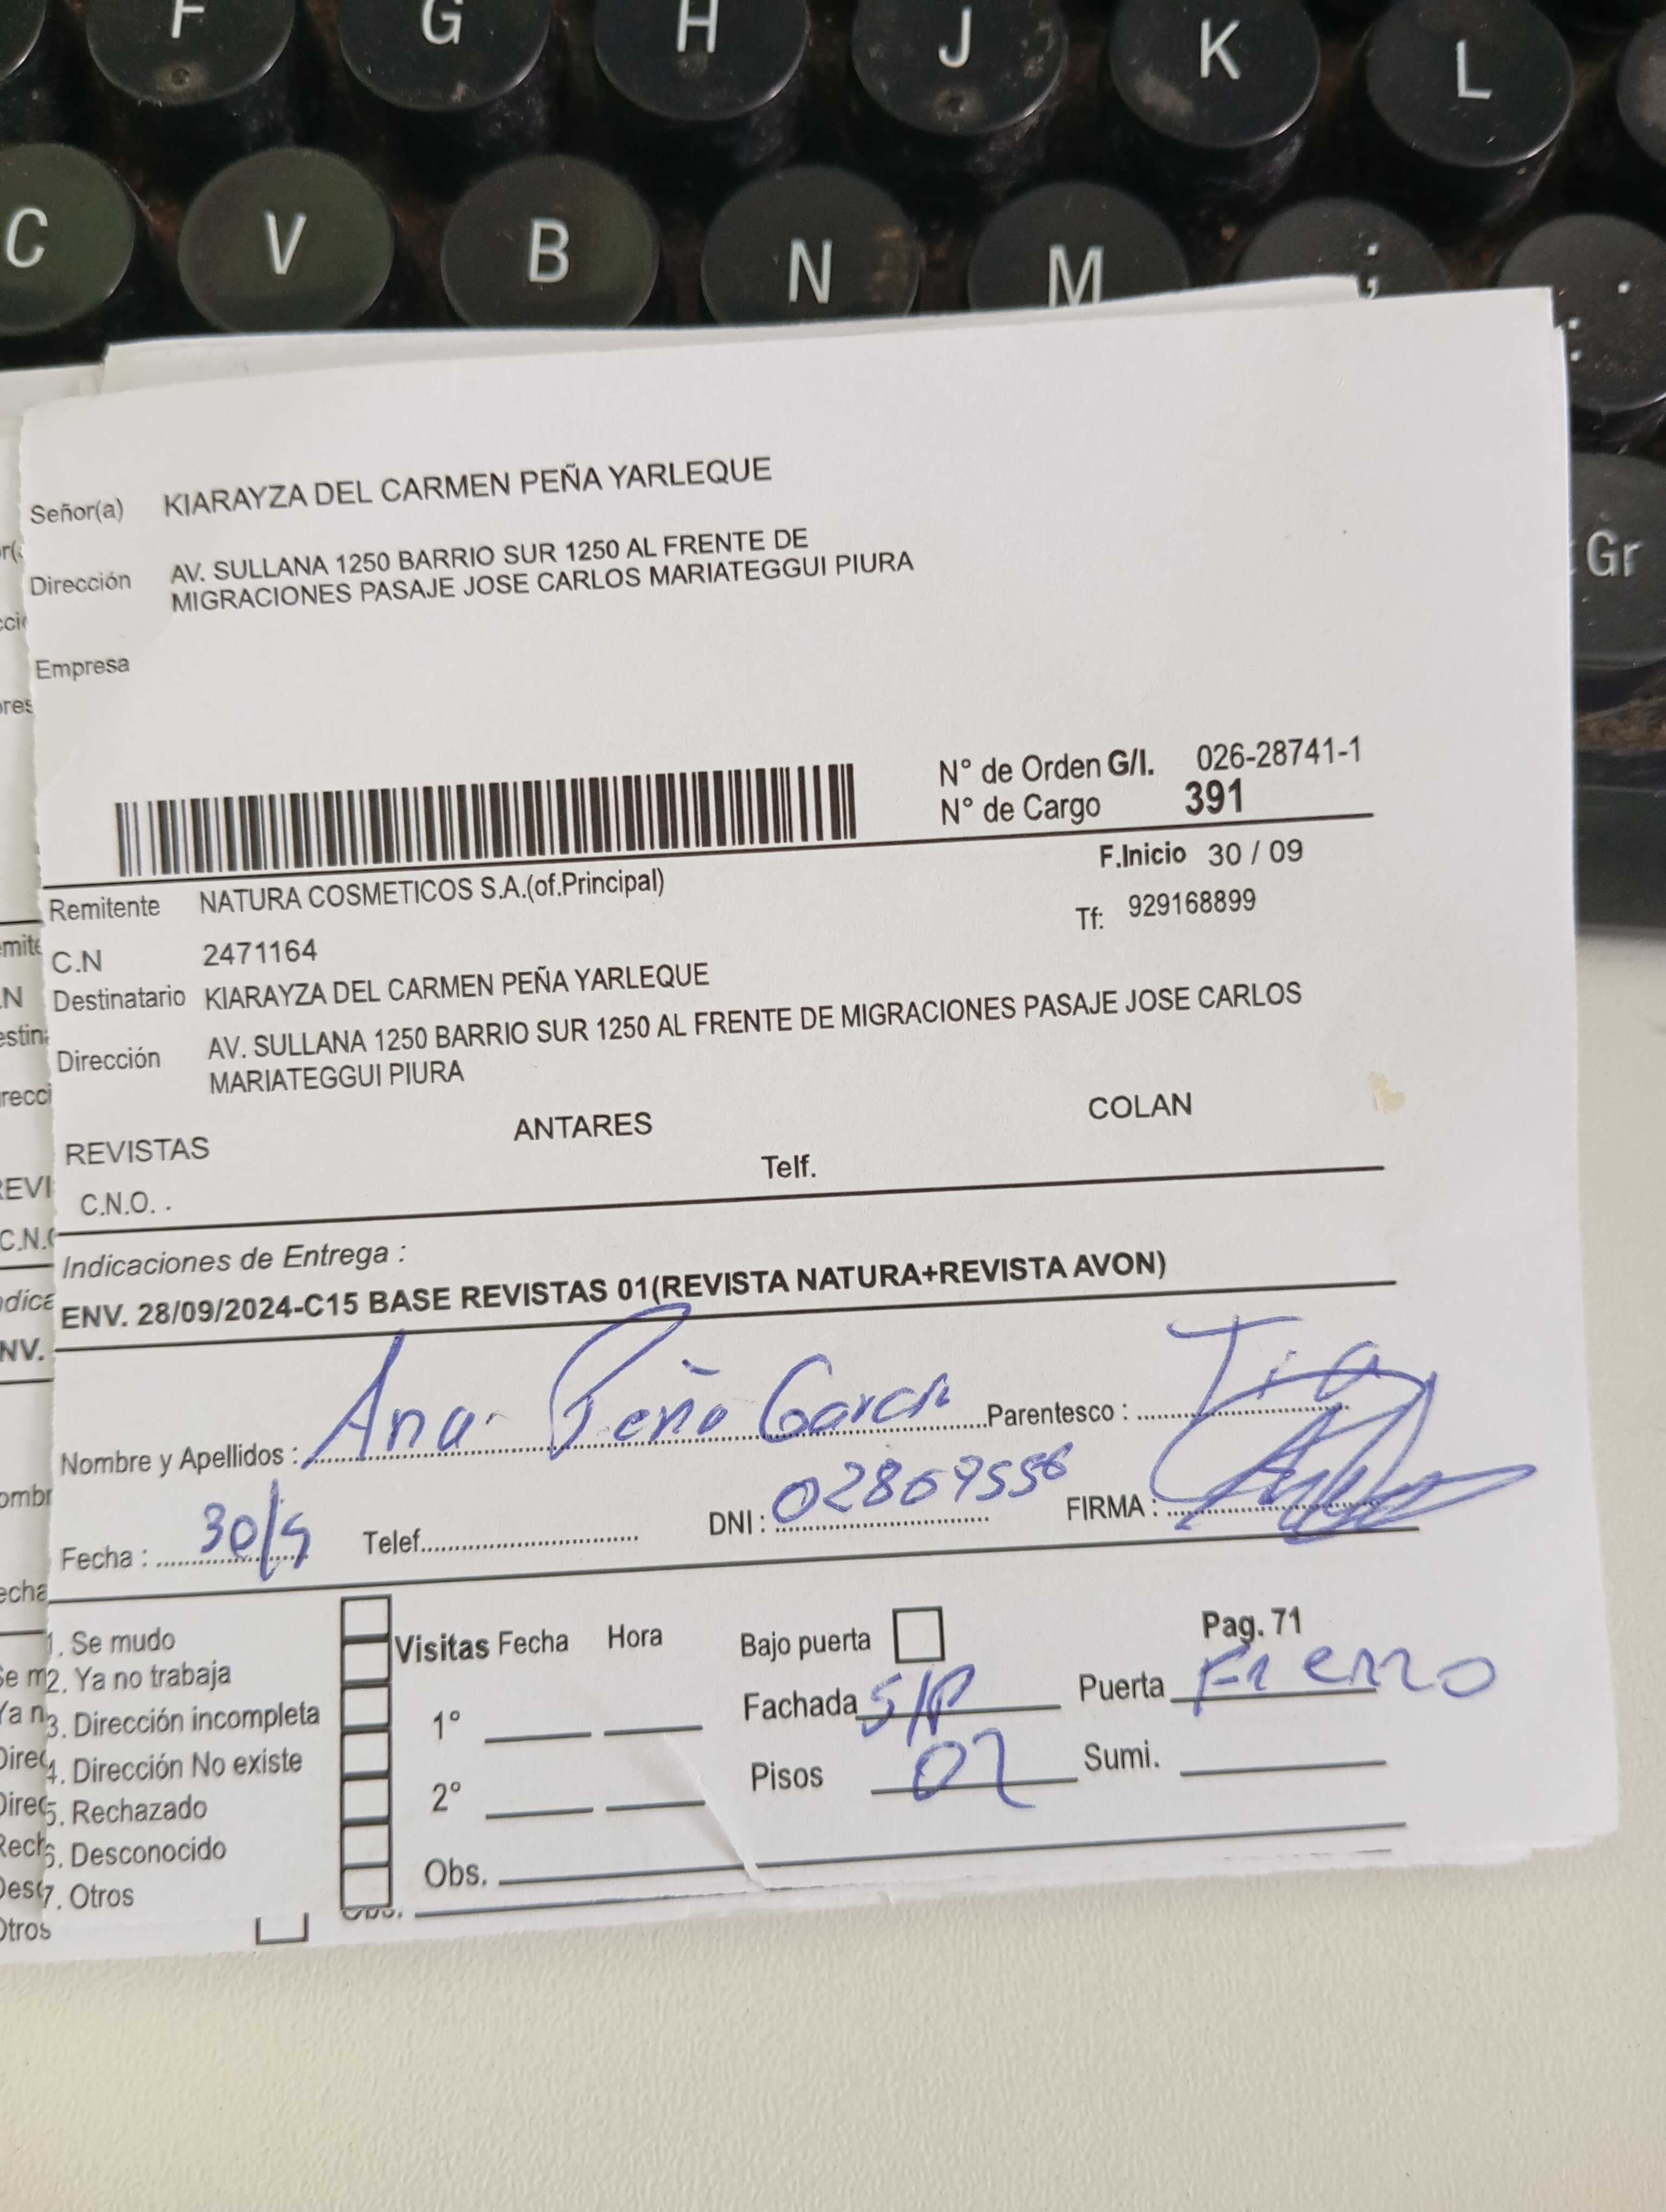 F G H J K L
C V B N M ;
Gr
Señor(a) KIARAYZA DEL CARMEN PEÑA YARLEQUE
Dirección AV. SULLANA 1250 BARRIO SUR 1250 AL FRENTE DE
MIGRACIONES PASAJE JOSE CARLOS MARIATEGGUI PIURA
Empresa
N° de Orden G/I. 026-28741-1
N° de Cargo 391
F.Inicio 30 / 09
Remitente NATURA COSMETICOS S.A.(of.Principal)
Tf: 929168899
C.N 2471164
Destinatario KIARAYZA DEL CARMEN PEÑA YARLEQUE
Dirección AV. SULLANA 1250 BARRIO SUR 1250 AL FRENTE DE MIGRACIONES PASAJE JOSE CARLOS
MARIATEGGUI PIURA
REVISTAS ANTARES COLAN
C.N.O. . Telf.
Indicaciones de Entrega :
ENV. 28/09/2024-C15 BASE REVISTAS 01(REVISTA NATURA+REVISTA AVON)
Nombre y Apellidos : Ana Peña Garcia Parentesco : Tia
Fecha : 30/9 Telef. DNI : 02869556 FIRMA :
1. Se mudo
2. Ya no trabaja
3. Dirección incompleta
4. Dirección No existe
5. Rechazado
6. Desconocido
7. Otros
Visitas Fecha Hora
1°
2°
Obs.
Bajo puerta Pag. 71
Fachada S/P Puerta Fierro
Pisos 02 Sumi.
Otros